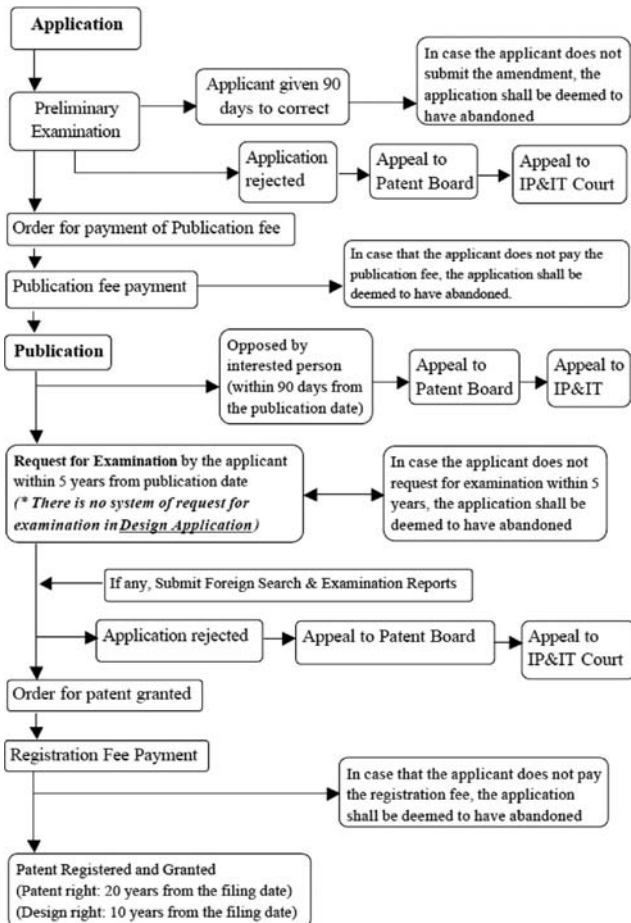 Application
In case the applicant does not
submit the amendment, the
application shall be deemed to
have abandoned
Applicant given 90
days to correct
Preliminary
Examination
Application
rejected
Appeal to
Patent Board
Appeal to
IP&IT Court
Order for payment of Publication fee
In case that the applicant does not pay the
publication fee, the application shall be
deemed to have abandoned.
Publication fee payment
Publication
Opposed by
interested person
(within 90 days from
the publication date)
Appeal to
Patent Board
Appeal to
IP&IT
Request for Examination by the applicant
within 5 years from publication date
(* There is no system of request for
examination in Design Application)
In case the applicant does not
request for examination within 5
years, the application shall be
deemed to have abandoned
If any, Submit Foreign Search & Examination Reports
Application rejected
Appeal to Patent Board
Appeal to
IP&IT Court
Order for patent granted
Registration Fee Payment
In case that the applicant does not pay
the registration fee, the application
shall be deemed to have abandoned
Patent Registered and Granted
(Patent right: 20 years from the filing date)
(Design right: 10 years from the filing date)